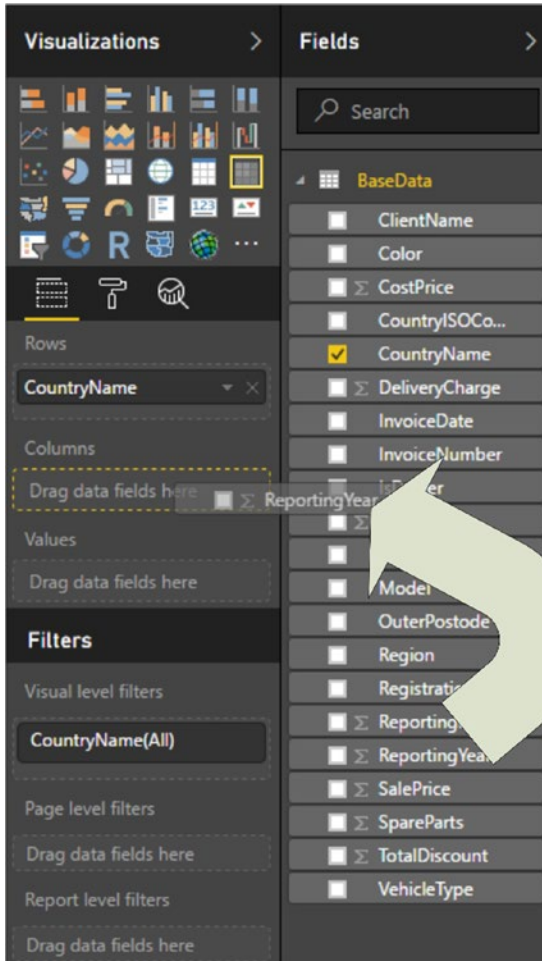 Visualizations
Rows
CountryName
Columns
Drag data fields here
Values
Drag data fields here
Filters
Visual level filters
CountryName(All)
Page level filters
Drag data fields here
Report level filters
Drag data fields here
Fields
Search
BaseData
ClientName
Color
Σ CostPrice
CountryISOCo...
CountryName
Σ DeliveryCharge
InvoiceDate
InvoiceNumber
Σ ReportingYear
Σ
Model
OuterPostode
Region
Σ
Σ ReportingYear
Σ SalePrice
Σ SpareParts
Σ TotalDiscount
VehicleType
123
R